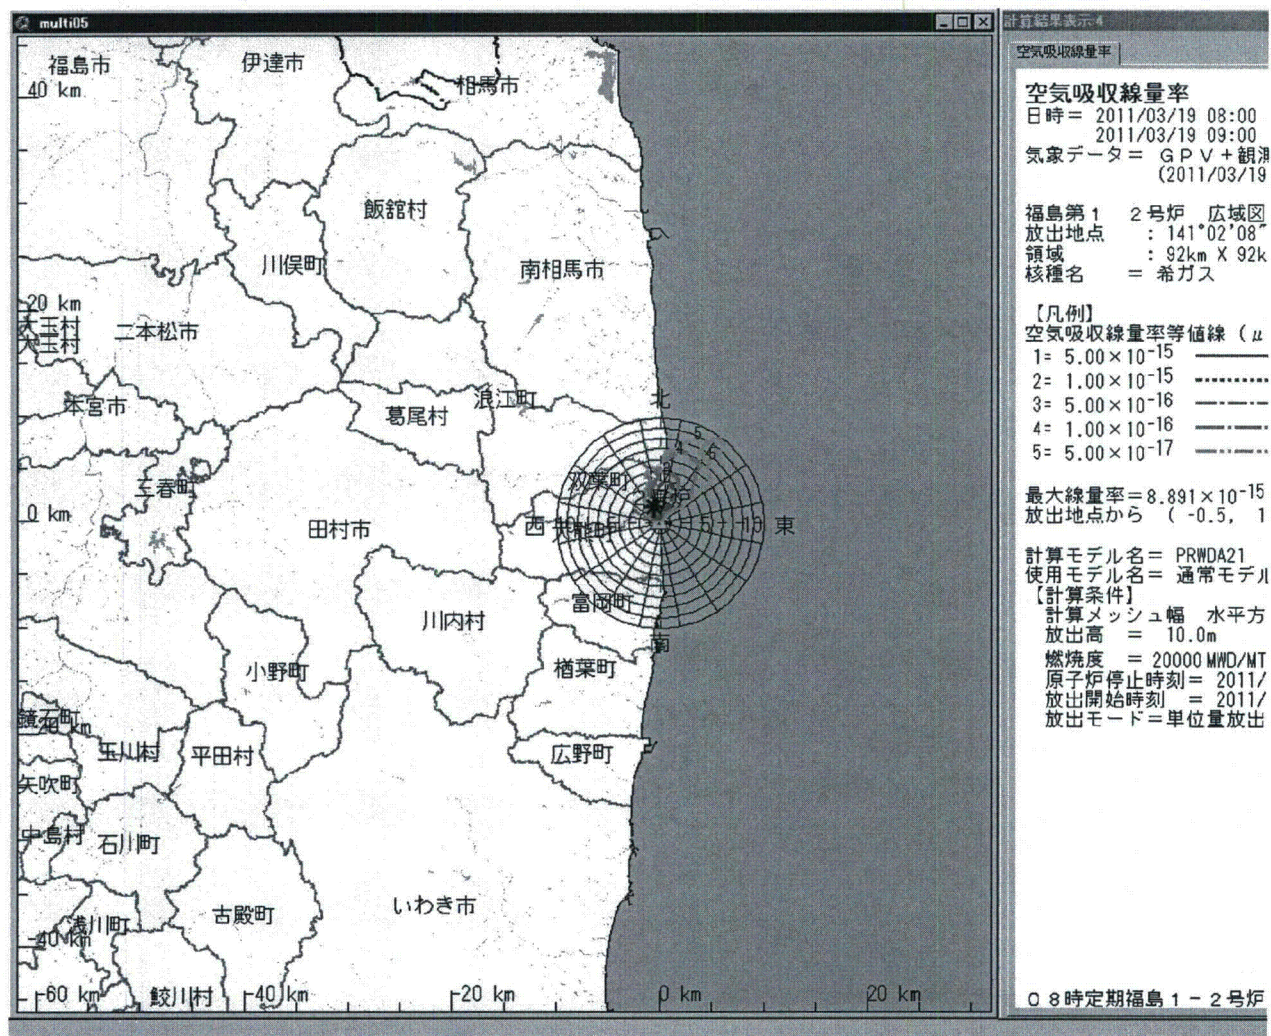 multi05
福島市
伊達市
相馬市
40 km
飯舘村
川俣町
南相馬市
20 km
大玉村
大玉村
二本松市
本宮市
葛尾村
浪江町
北
三春町
双葉町
0 km
田村市
西
大熊町
5
10
東
川内村
富岡町
南
小野町
楢葉町
鏡石町
玉川村
平田村
広野町
矢吹町
中島村
石川町
浅川町
古殿町
いわき市
-40 km
-60 km
鮫川村
-40 km
-20 km
0 km
20 km
計算結果表示4
空気吸収線量率
空気吸収線量率
日時= 2011/03/19 08:00
2011/03/19 09:00
気象データ= GPV+観測
(2011/03/19
福島第1 2号炉 広域図
放出地点 : 141°02'08"
領域 : 92km X 92k
核種名 = 希ガス
【凡例】
空気吸収線量率等値線(μ
1= 5.00×10-15
2= 1.00×10-15
3= 5.00×10-16
4= 1.00×10-16
5= 5.00×10-17
最大線量率=8.891×10-15
放出地点から ( -0.5, 1
計算モデル名= PRWDA21
使用モデル名= 通常モデル
【計算条件】
計算メッシュ幅 水平方
放出高 = 10.0m
燃焼度 = 20000MWD/MT
原子炉停止時刻= 2011/
放出開始時刻 = 2011/
放出モード=単位量放出
08時定期福島1-2号炉